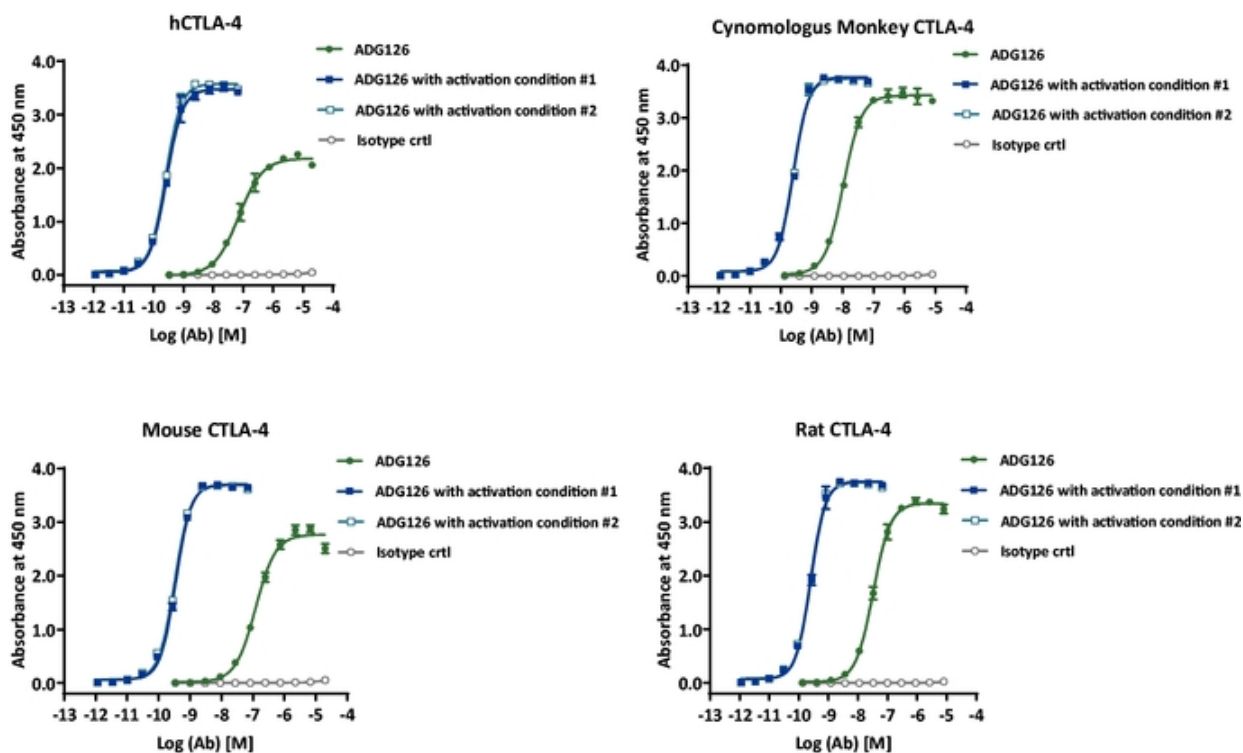 hCTLA-4
ADG126
ADG126 with activation condition #1
ADG126 with activation condition #2
Isotype crtl
Absorbance at 450 nm
4.0
3.0
2.0
1.0
0.0
-13 -12 -11 -10 -9 -8 -7 -6 -5 -4
Log (Ab) [M]
Cynomologus Monkey CTLA-4
ADG126
ADG126 with activation condition #1
ADG126 with activation condition #2
Isotype crtl
Absorbance at 450 nm
4.0
3.0
2.0
1.0
0.0
-13 -12 -11 -10 -9 -8 -7 -6 -5 -4
Log (Ab) [M]
Mouse CTLA-4
ADG126
ADG126 with activation condition #1
ADG126 with activation condition #2
Isotype crtl
Absorbance at 450 nm
4.0
3.0
2.0
1.0
0.0
-13 -12 -11 -10 -9 -8 -7 -6 -5 -4
Log (Ab) [M]
Rat CTLA-4
ADG126
ADG126 with activation condition #1
ADG126 with activation condition #2
Isotype crtl
Absorbance at 450 nm
4.0
3.0
2.0
1.0
0.0
-13 -12 -11 -10 -9 -8 -7 -6 -5 -4
Log (Ab) [M]